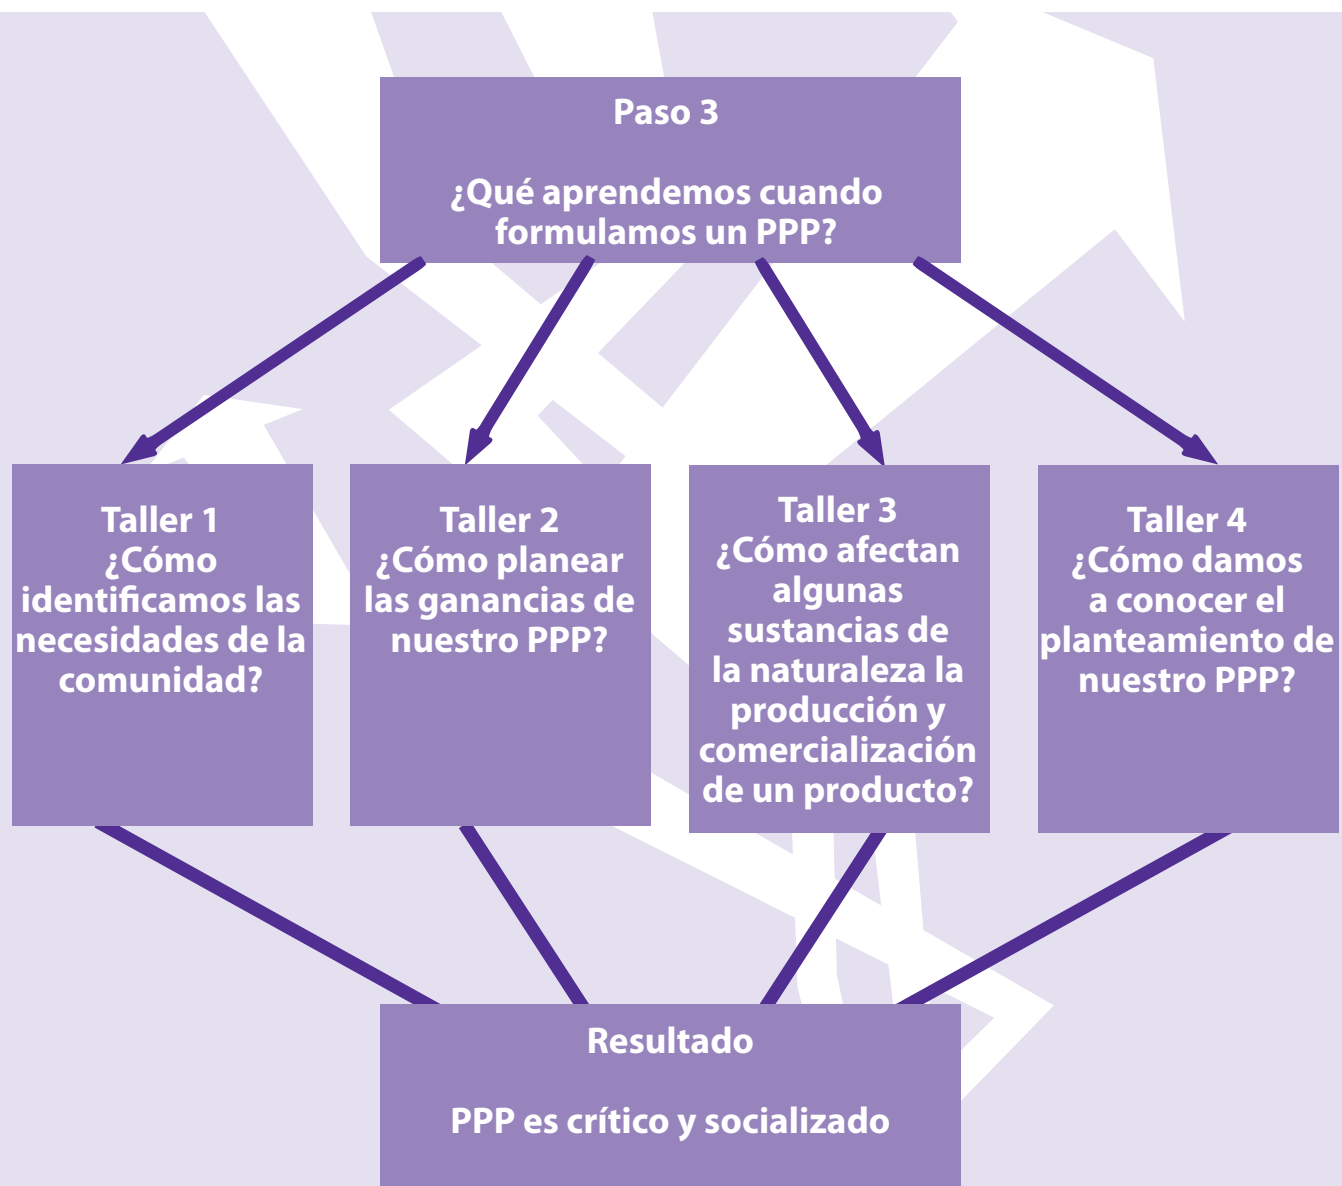 Paso 3
¿Qué aprendemos cuando
formulamos un PPP?
Taller 1
¿Cómo
identificamos las
necesidades de la
comunidad?
Taller 2
¿Cómo planear
las ganancias de
nuestro PPP?
Taller 3
¿Cómo afectan
algunas
sustancias de
la naturaleza la
producción y
comercialización
de un producto?
Taller 4
¿Cómo damos
a conocer el
planteamiento de
nuestro PPP?
Resultado
PPP es crítico y socializado